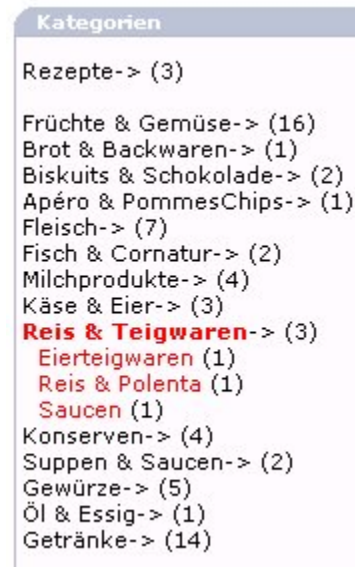 Kategorien
Rezepte-> (3)
Früchte & Gemüse-> (16)
Brot & Backwaren-> (1)
Biskuits & Schokolade-> (2)
Apéro & PommesChips-> (1)
Fleisch-> (7)
Fisch & Cornatur-> (2)
Milchprodukte-> (4)
Käse & Eier-> (3)
Reis & Teigwaren-> (3)
Eierteigwaren (1)
Reis & Polenta (1)
Saucen (1)
Konserven-> (4)
Suppen & Saucen-> (2)
Gewürze-> (5)
Öl & Essig-> (1)
Getränke-> (14)